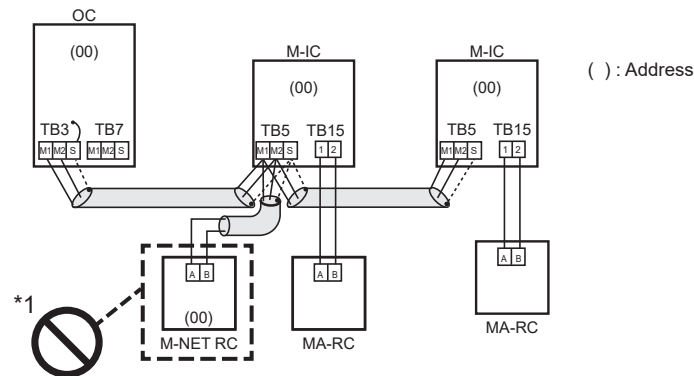 OC
(00)
TB3
TB7
M1 M2 S
M1 M2 S
M-IC
(00)
TB5
TB15
M1 M2 S
1 2
M-IC
(00)
TB5
TB15
M1 M2 S
1 2
( ) : Address
*1
A B
(00)
M-NET RC
A B
MA-RC
A B
MA-RC